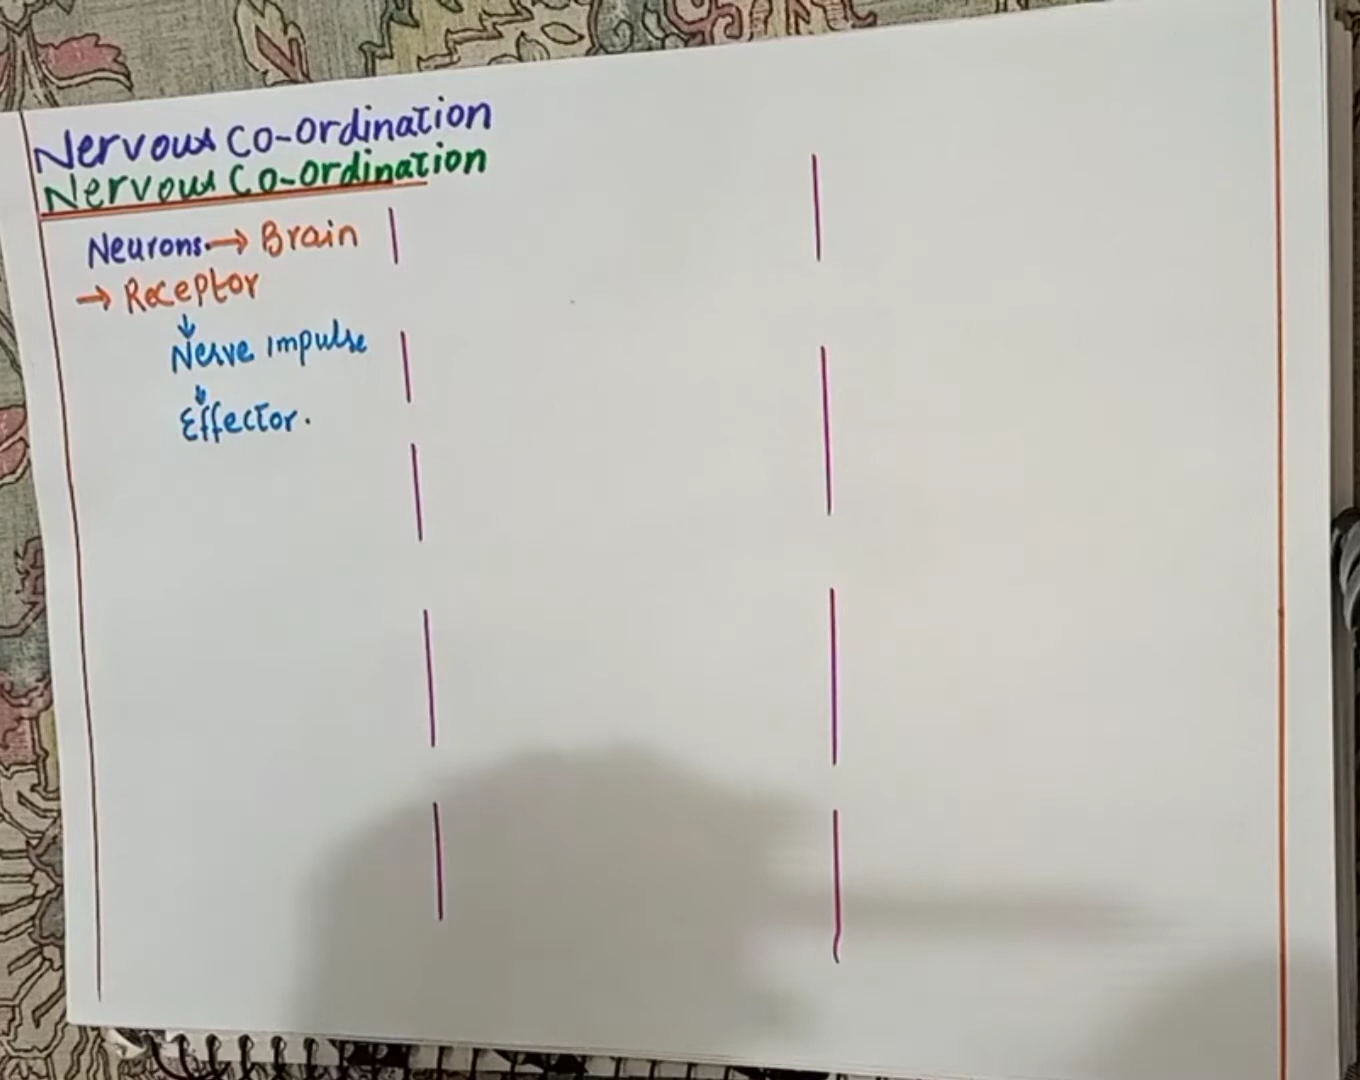 Nervous Co-ordination
Nervous Co-ordination
Neurons → Brain
→ Receptor
↓
Nerve impulse
↓
Effector.